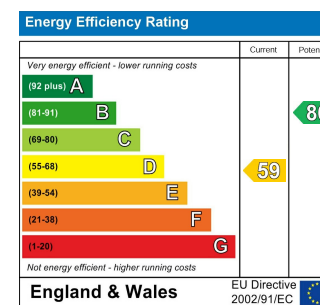 Energy Efficiency Rating
Current
Very energy efficient - lower running costs
(92 plus) A
(81-91) B
(69-80) C
(55-68) D
59
(39-54) E
(21-38) F
(1-20) G
Not energy efficient - higher running costs
England & Wales
EU Directive
2002/91/EC